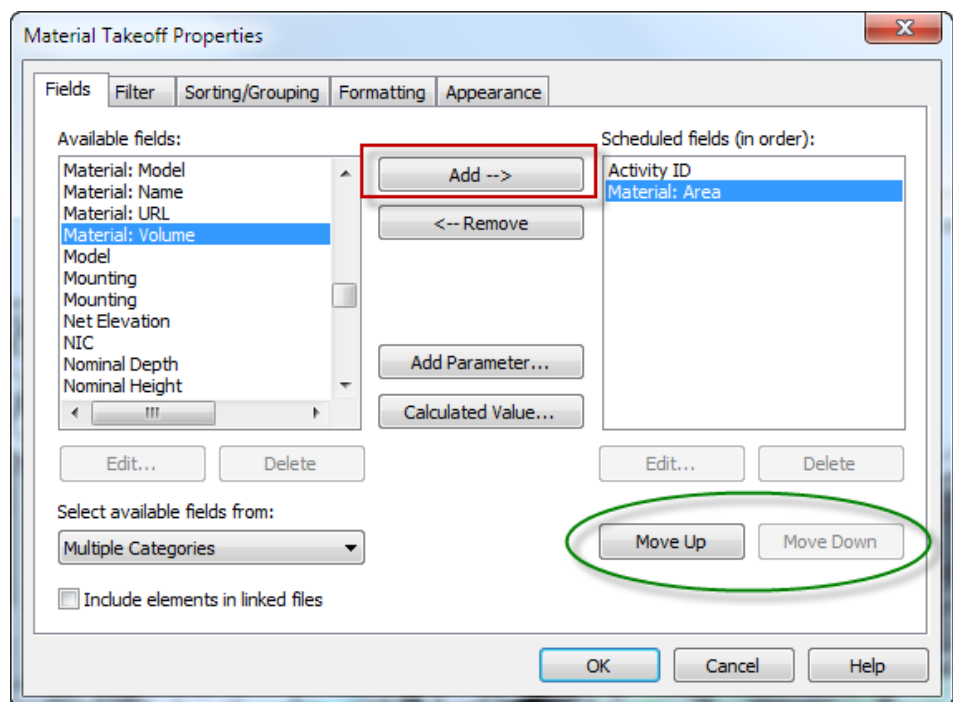 Material Takeoff Properties
X
Fields Filter Sorting/Grouping Formatting Appearance
Available fields:
Material: Model
Material: Name
Material: URL
Material: Volume
Model
Mounting
Mounting
Net Elevation
NIC
Nominal Depth
Nominal Height
Edit... Delete
Select available fields from:
Multiple Categories
Include elements in linked files
Add -->
<-- Remove
Add Parameter...
Calculated Value...
Scheduled fields (in order):
Activity ID
Material: Area
Edit... Delete
Move Up Move Down
OK Cancel Help